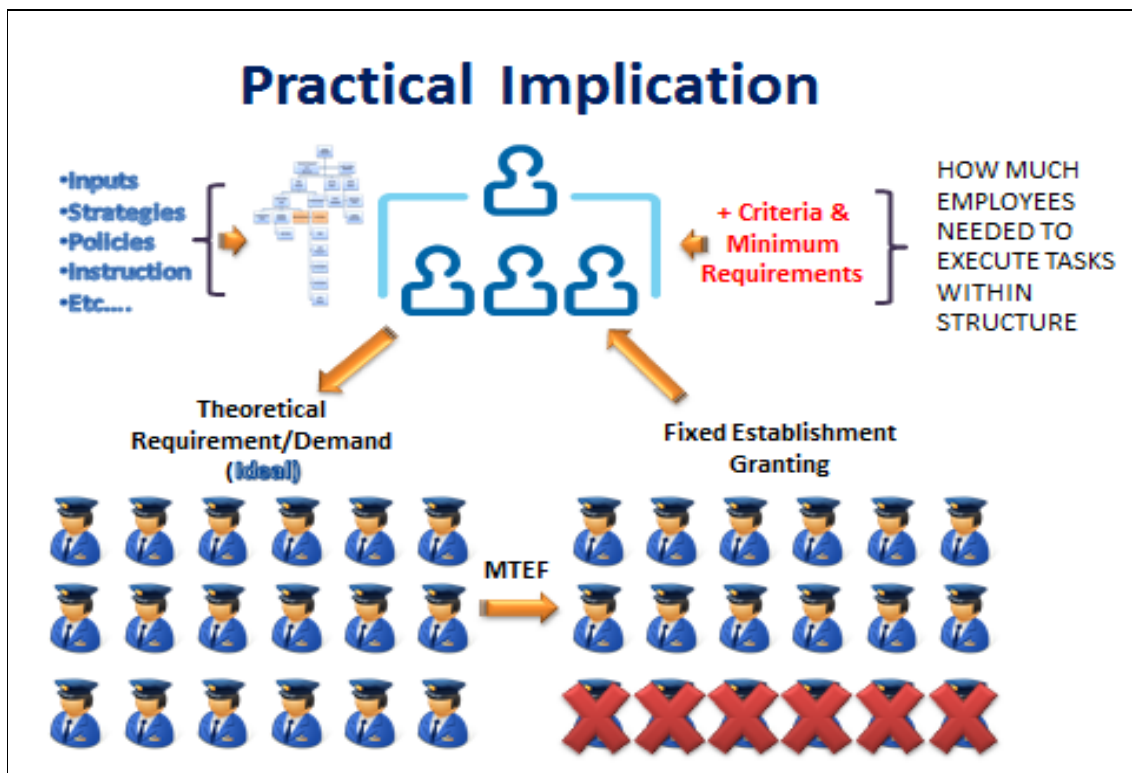 Practical Implication
•Inputs
•Strategies
•Policies
•Instruction
•Etc....
+ Criteria &
Minimum
Requirements
HOW MUCH
EMPLOYEES
NEEDED TO
EXECUTE TASKS
WITHIN
STRUCTURE
Theoretical
Requirement/Demand
(Ideal)
Fixed Establishment
Granting
MTEF